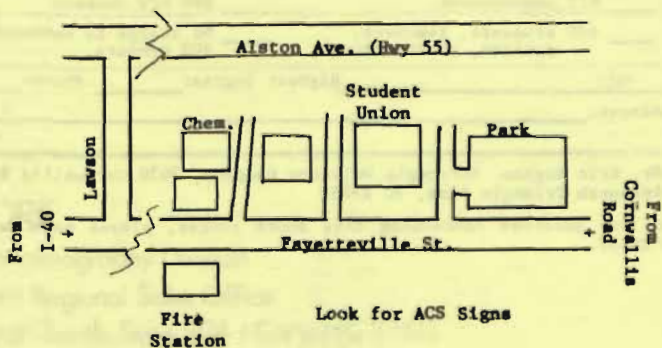 Alston Ave. (Hwy 55)
Student
Union
Chem.
Park
Lawson
From
I-40
Fayetteville St.
From
Cornwallis
Road
Fire
Station
Look for ACS Signs